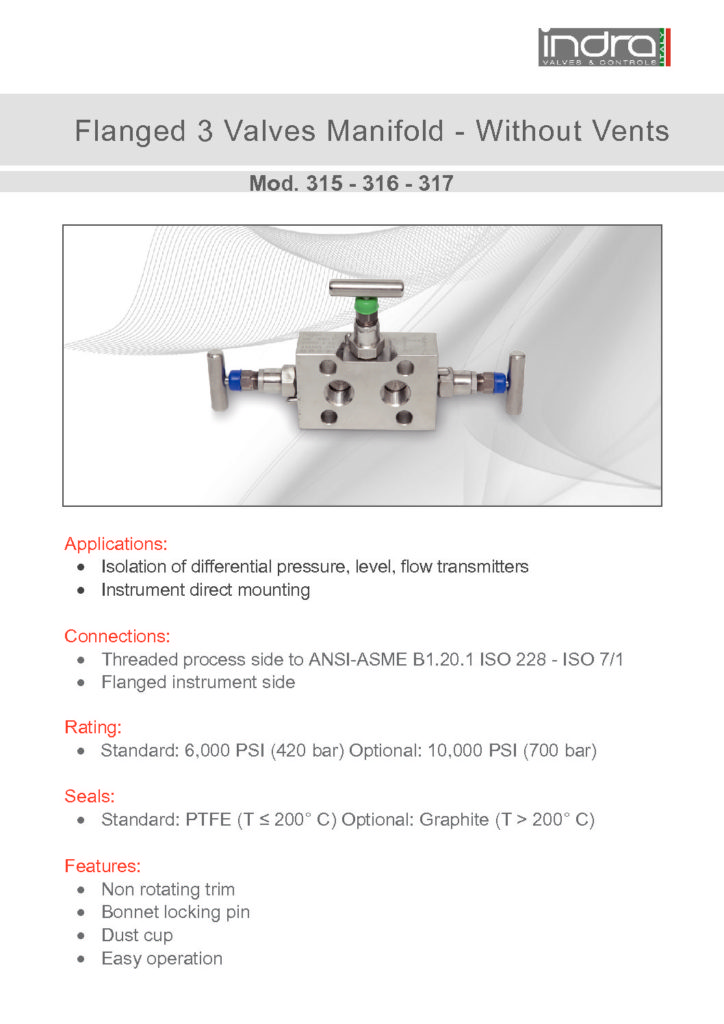 indra
ITALY
VALVES & CONTROLS
Flanged 3 Valves Manifold - Without Vents
Mod. 315 - 316 - 317
Applications:
● Isolation of differential pressure, level, flow transmitters
● Instrument direct mounting
Connections:
● Threaded process side to ANSI-ASME B1.20.1 ISO 228 - ISO 7/1
● Flanged instrument side
Rating:
● Standard: 6,000 PSI (420 bar) Optional: 10,000 PSI (700 bar)
Seals:
● Standard: PTFE (T ≤ 200° C) Optional: Graphite (T > 200° C)
Features:
● Non rotating trim
● Bonnet locking pin
● Dust cup
● Easy operation